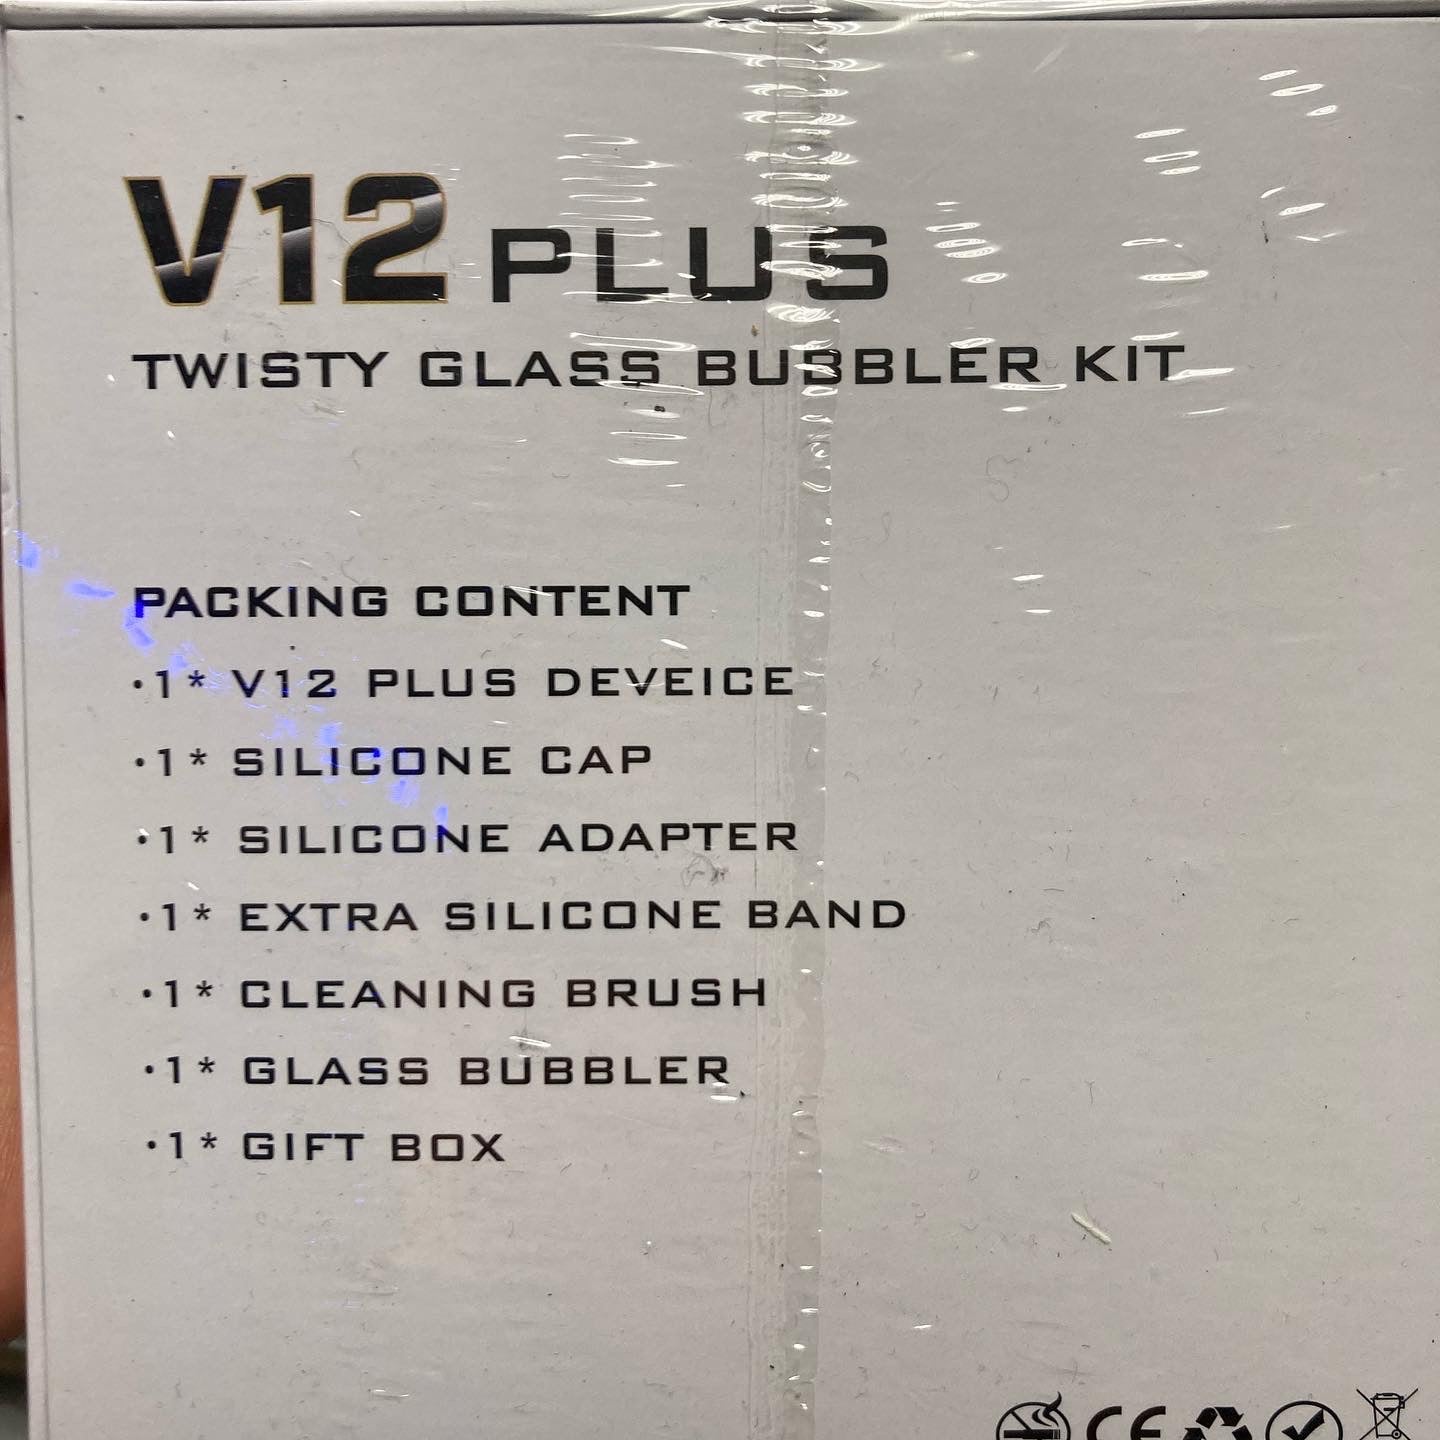 V12 PLUS
TWISTY GLASS BUBBLER KIT
PACKING CONTENT
·1* V12 PLUS DEVEICE
·1* SILICONE CAP
·1* SILICONE ADAPTER
·1* EXTRA SILICONE BAND
·1* CLEANING BRUSH
·1* GLASS BUBBLER
·1* GIFT BOX
CE